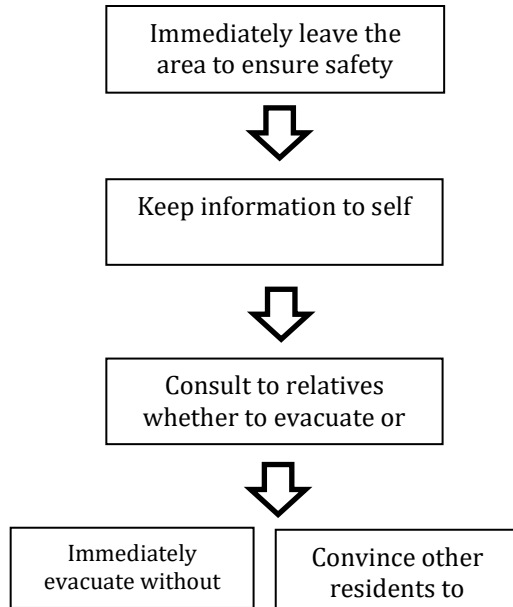 Immediately leave the
area to ensure safety
Keep information to self
Consult to relatives
whether to evacuate or
Immediately
evacuate without
Convince other
residents to